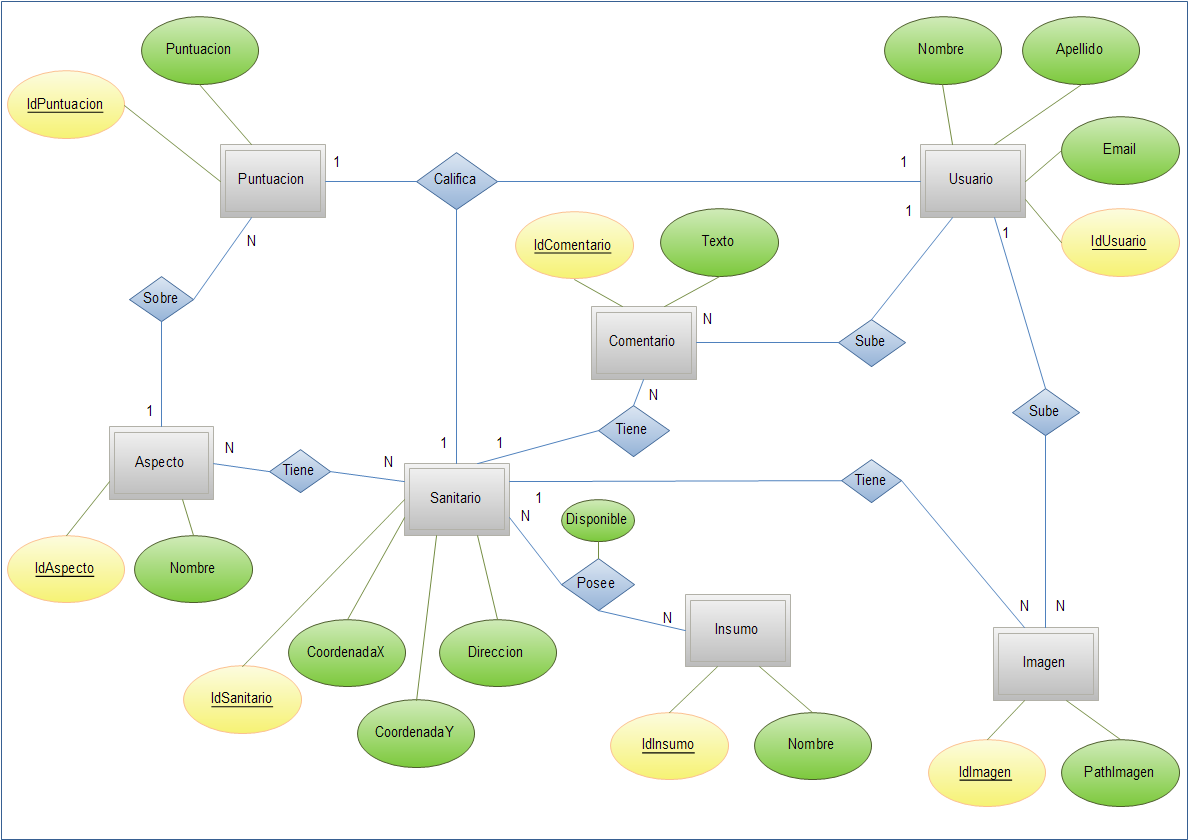 Puntuacion
Nombre
Apellido
IdPuntuacion
Email
1
1
Puntuacion
Califica
Usuario
1
N
1
IdComentario
Texto
IdUsuario
Sobre
N
Comentario
Sube
1
N
Sube
1
1
Tiene
N
N
Aspecto
Tiene
Sanitario
1
Tiene
N
Disponible
IdAspecto
Nombre
Posee
N
N
N
Insumo
CoordenadaX
Direccion
Imagen
IdSanitario
CoordenadaY
IdInsumo
Nombre
IdImagen
PathImagen